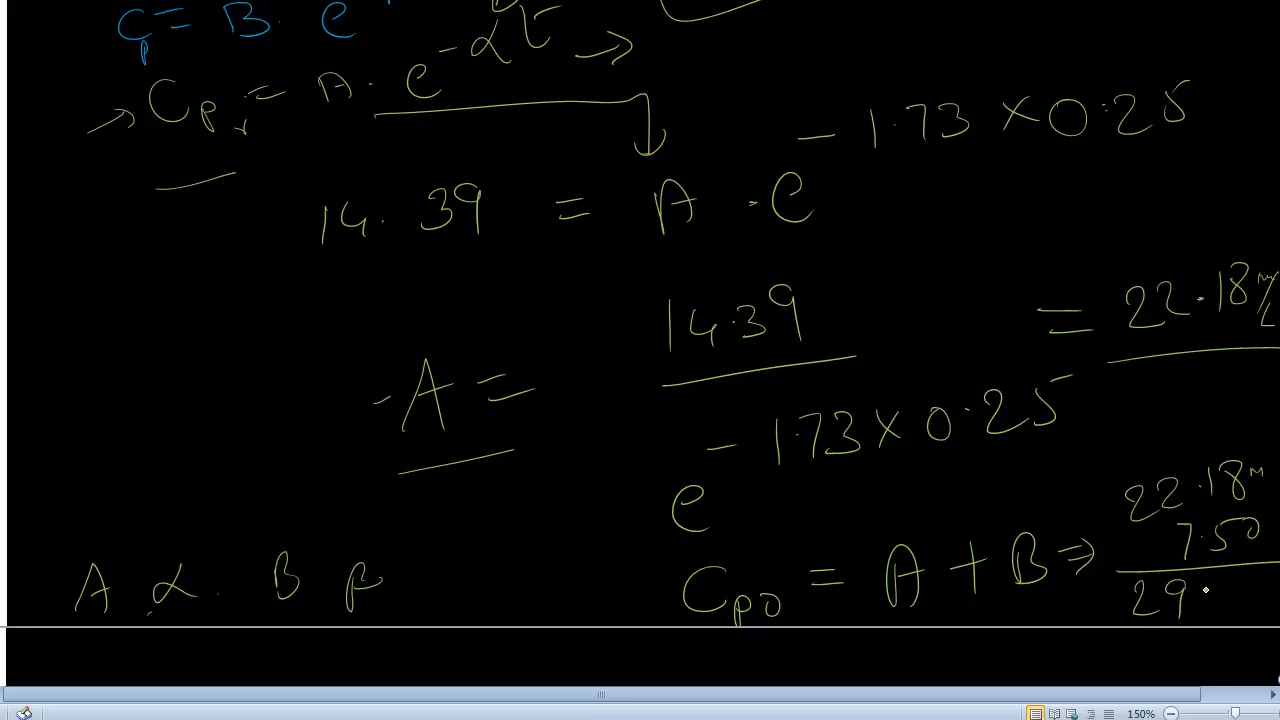 Cp = B · e
Cpr = A · e^-αt →
14.39 = A · e^-1.73 × 0.25
A = 14.39 / e^-1.73 × 0.25 = 22.18
22.18
7.50
Cp0 = A + B ⇒ 29
A α B β
150%